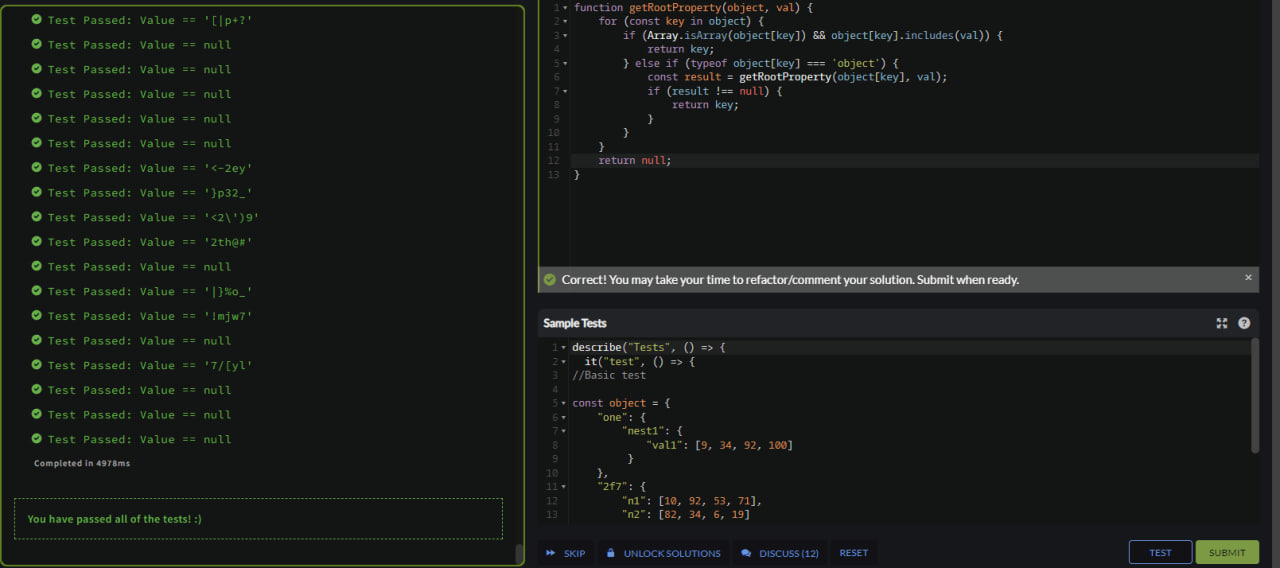 Test Passed: Value == '[|p+?'
Test Passed: Value == null
Test Passed: Value == null
Test Passed: Value == null
Test Passed: Value == null
Test Passed: Value == null
Test Passed: Value == '<-2ey'
Test Passed: Value == '}p32_'
Test Passed: Value == '<2\')9'
Test Passed: Value == '2th@#'
Test Passed: Value == null
Test Passed: Value == '|}%o_'
Test Passed: Value == '!mjw7'
Test Passed: Value == null
Test Passed: Value == '7/[yl'
Test Passed: Value == null
Test Passed: Value == null
Test Passed: Value == null
Completed in 4978ms
You have passed all of the tests! :)
1 function getRootProperty(object, val) {
2 for (const key in object) {
3 if (Array.isArray(object[key]) && object[key].includes(val)) {
4 return key;
5 } else if (typeof object[key] === 'object') {
6 const result = getRootProperty(object[key], val);
7 if (result !== null) {
8 return key;
9 }
10 }
11 }
12 return null;
13 }
Correct! You may take your time to refactor/comment your solution. Submit when ready. ×
Sample Tests ?
1 describe("Tests", () => {
2 it("test", () => {
3 //Basic test
4
5 const object = {
6 "one": {
7 "nest1": {
8 "val1": [9, 34, 92, 100]
9 }
10 },
11 "2f7": {
12 "n1": [10, 92, 53, 71],
13 "n2": [82, 34, 6, 19]
SKIP UNLOCK SOLUTIONS DISCUSS (12) RESET TEST SUBMIT